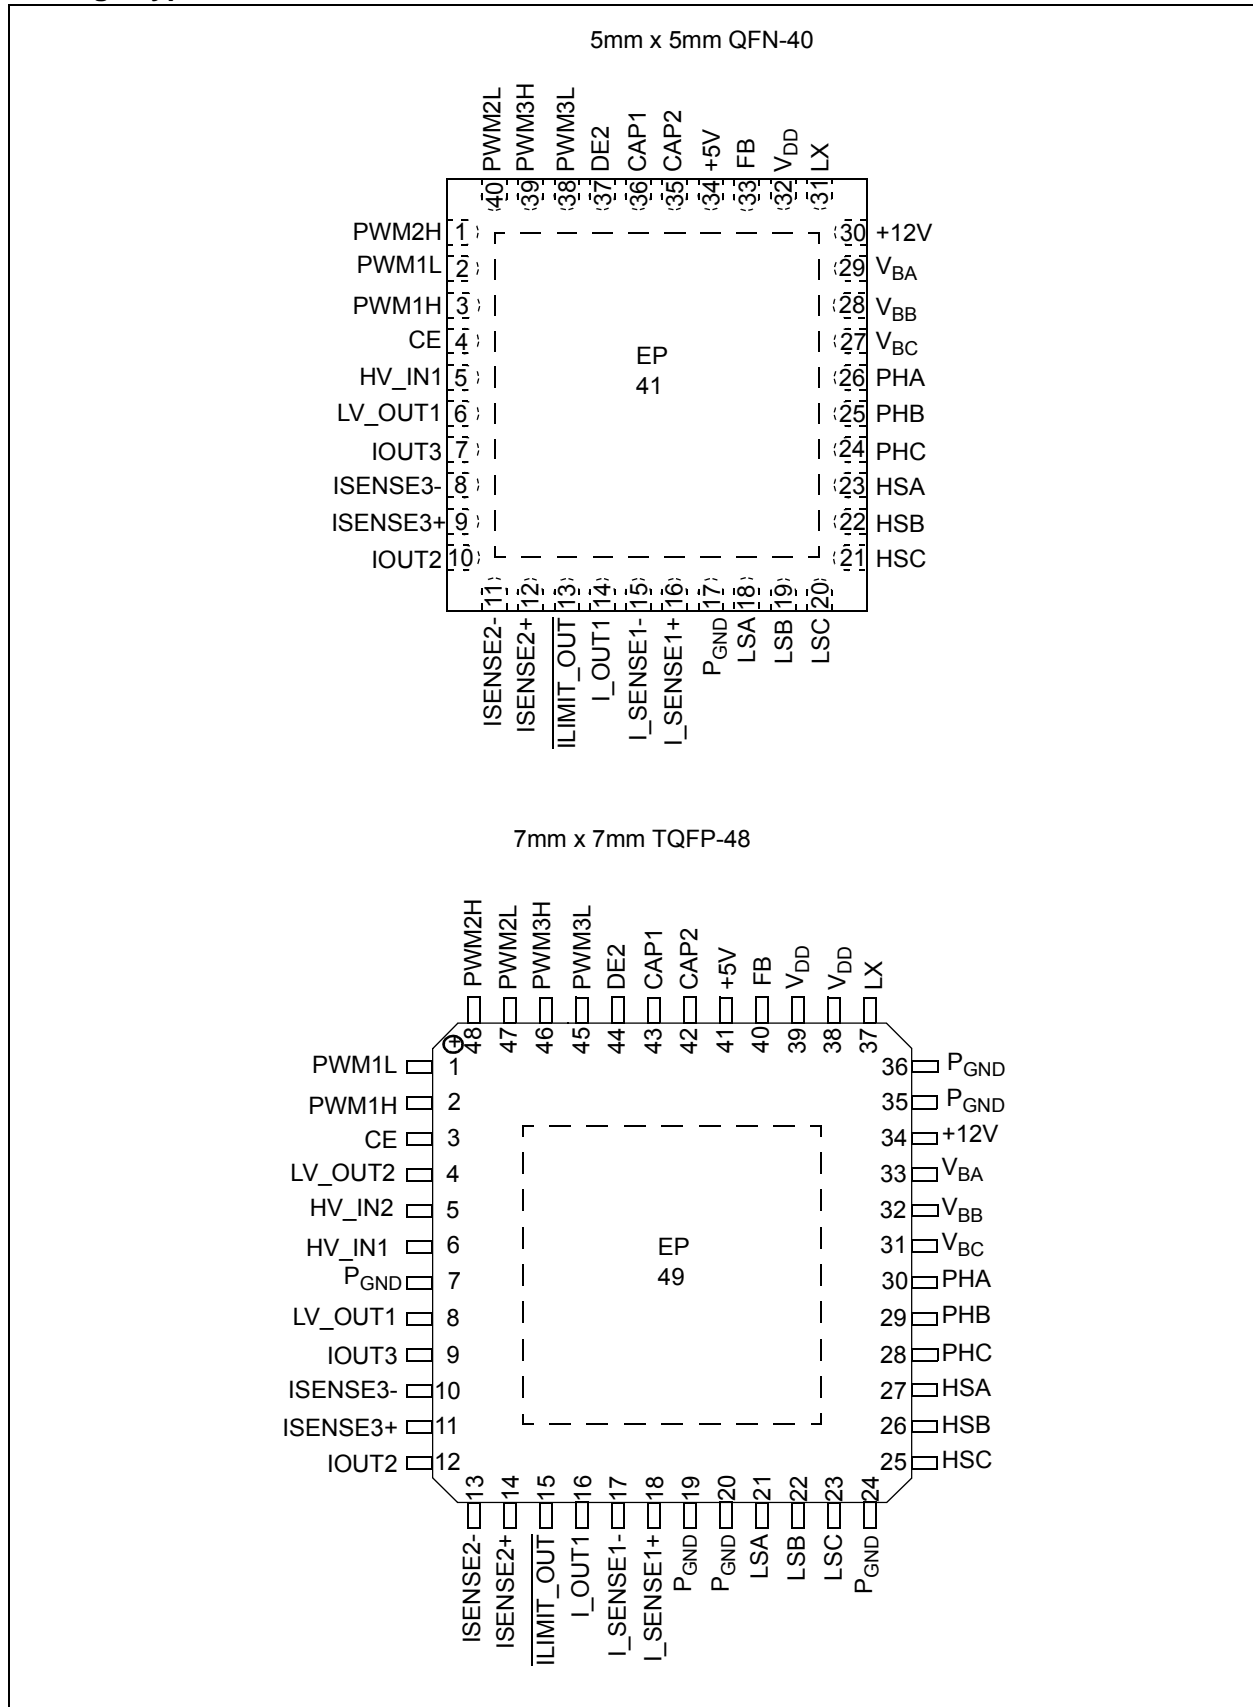 5mm x 5mm QFN-40
PWM2L
PWM3H
PWM3L
DE2
CAP1
CAP2
+5V
FB
VDD
LX
40 39 38 37 36 35 34 33 32 31
PWM2H 1
PWM1L 2
PWM1H 3
CE 4
HV_IN1 5
LV_OUT1 6
IOUT3 7
ISENSE3- 8
ISENSE3+ 9
IOUT2 10
EP
41
30 +12V
29 VBA
28 VBB
27 VBC
26 PHA
25 PHB
24 PHC
23 HSA
22 HSB
21 HSC
11 12 13 14 15 16 17 18 19 20
ISENSE2-
ISENSE2+
ILIMIT_OUT
I_OUT1
I_SENSE1-
I_SENSE1+
PGND
LSA
LSB
LSC
7mm x 7mm TQFP-48
PWM2H
PWM2L
PWM3H
PWM3L
DE2
CAP1
CAP2
+5V
FB
VDD
VDD
LX
48 47 46 45 44 43 42 41 40 39 38 37
PWM1L 1
PWM1H 2
CE 3
LV_OUT2 4
HV_IN2 5
HV_IN1 6
PGND 7
LV_OUT1 8
IOUT3 9
ISENSE3- 10
ISENSE3+ 11
IOUT2 12
EP
49
36 PGND
35 PGND
34 +12V
33 VBA
32 VBB
31 VBC
30 PHA
29 PHB
28 PHC
27 HSA
26 HSB
25 HSC
13 14 15 16 17 18 19 20 21 22 23 24
ISENSE2-
ISENSE2+
ILIMIT_OUT
I_OUT1
I_SENSE1-
I_SENSE1+
PGND
PGND
LSA
LSB
LSC
PGND